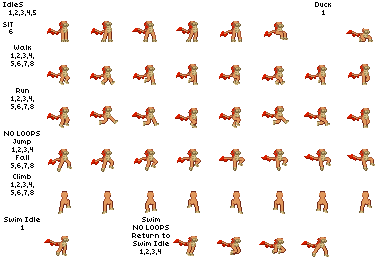 IdleS
1,2,3,4,5
Duck
1
SIT
6
Walk
1,2,3,4,
5,6,7,8
Run
1,2,3,4,
5,6,7,8
NO LOOPS
Jump
1,2,3,4
Fall
5,6,7,8
Climb
1,2,3,4,
5,6,7,8
Swim Idle
1
Swim
NO LOOPS
Return to
Swim Idle
1,2,3,4